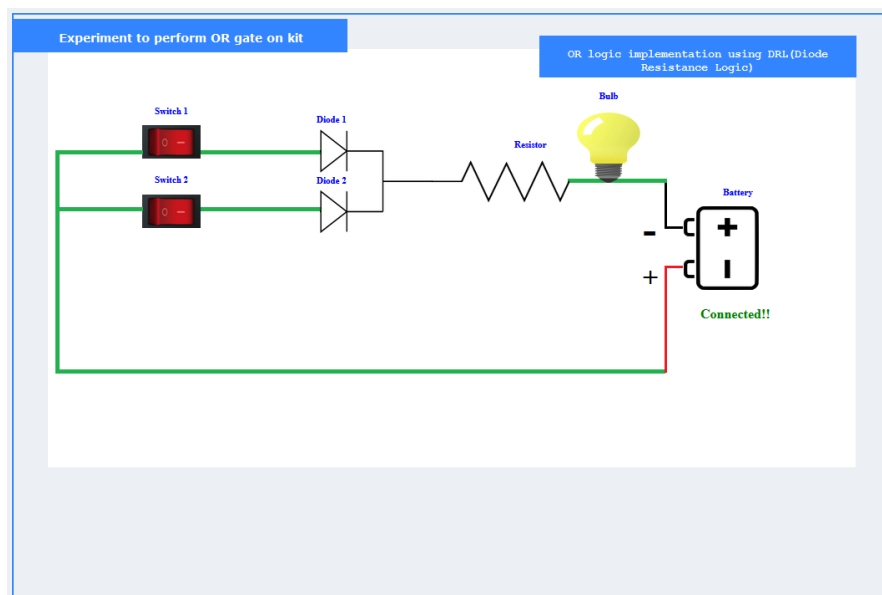 Experiment to perform OR gate on kit
OR logic implementation using DRL(Diode
Resistance Logic)
Bulb
Switch 1
Diode 1
Resistor
Switch 2
Diode 2
Battery
-
+
+
-
Connected!!